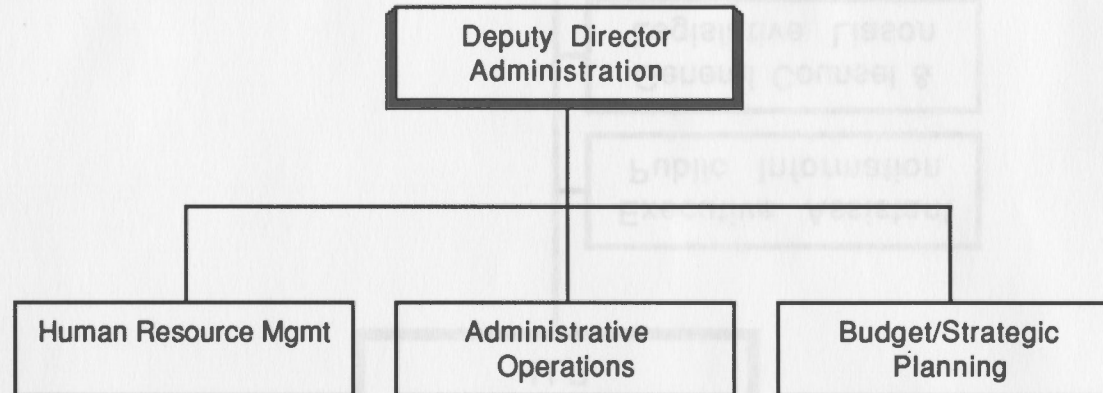 Deputy Director
Administration
Human Resource Mgmt
Administrative
Operations
Budget/Strategic
Planning